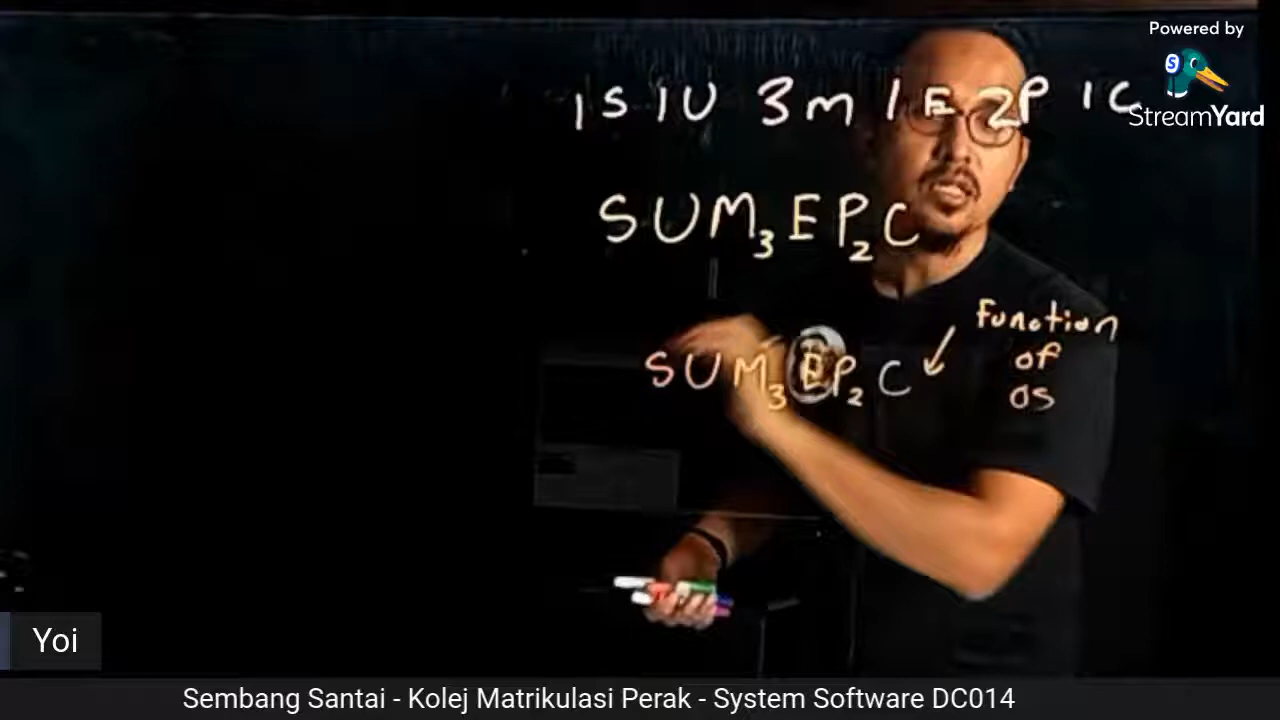 Powered by
StreamYard
1S 1U 3m 1E 2P 1C
SUM3EP2C
Function
of
OS
SUM3EP2C
Yoi
Sembang Santai - Kolej Matrikulasi Perak - System Software DC014